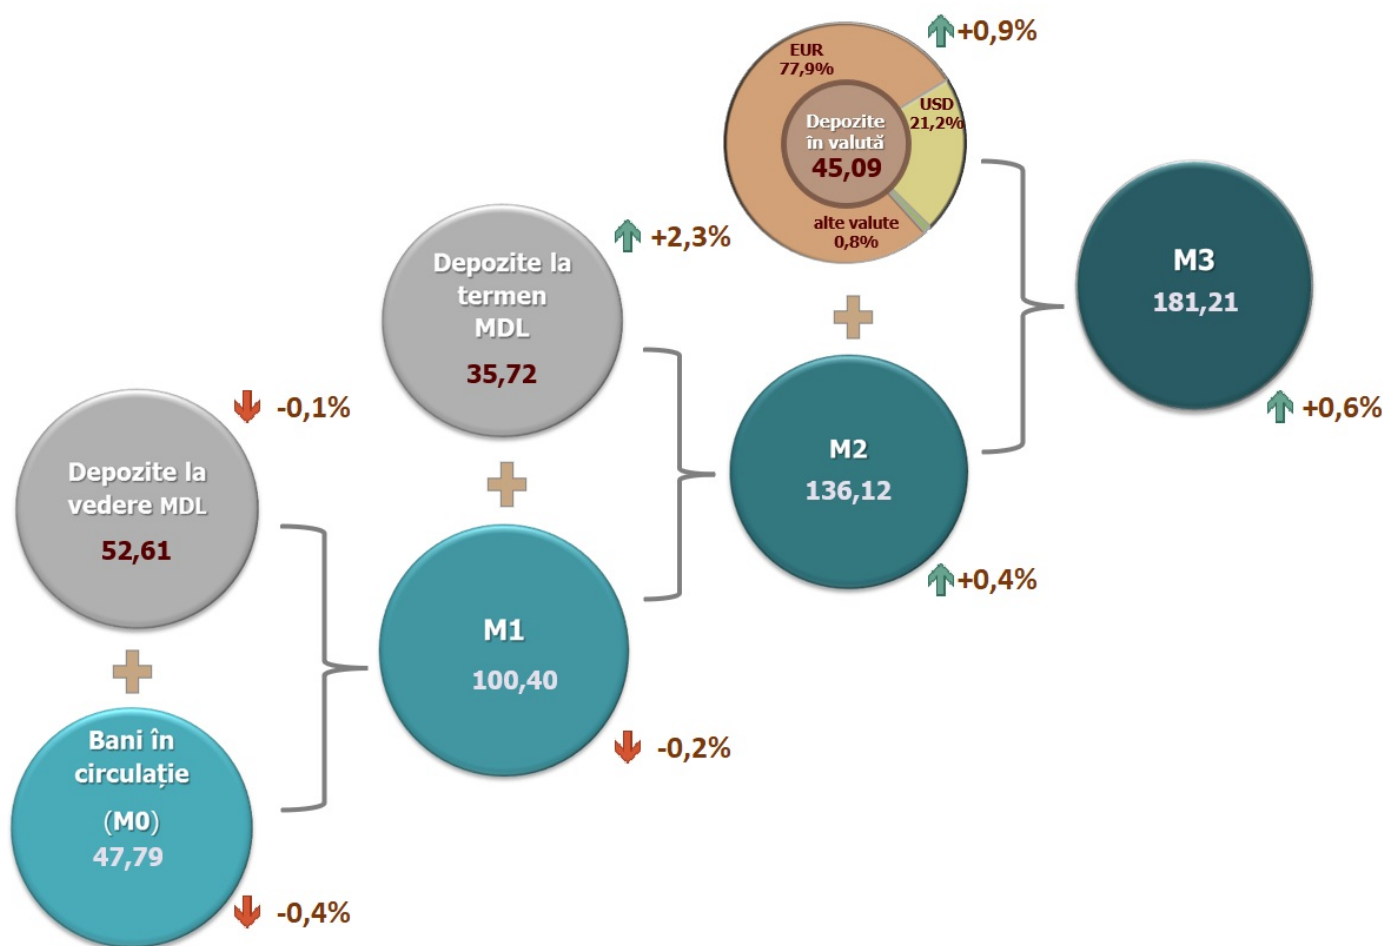 +0,9%
EUR
77,9%
USD
21,2%
Depozite
în valută
45,09
alte valute
0,8%
+2,3%
Depozite la
termen
MDL
35,72
M3
181,21
+0,6%
-0,1%
Depozite la
vedere MDL
52,61
M2
136,12
+0,4%
M1
100,40
-0,2%
Bani în
circulație
(M0)
47,79
-0,4%